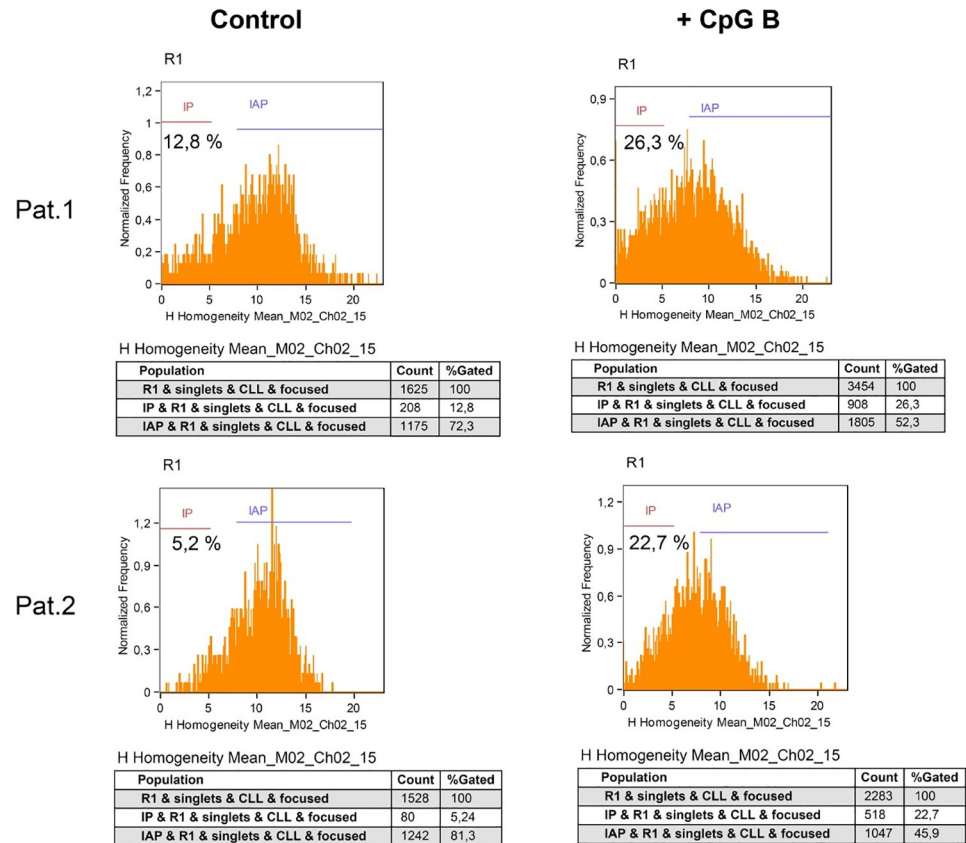 Control
+ CpG B
Pat.1
R1
Normalized Frequency
1,2
1
0,8
0,6
0,4
0,2
0
IP
IAP
12,8 %
0 5 10 15 20
H Homogeneity Mean_M02_Ch02_15
H Homogeneity Mean_M02_Ch02_15
Population Count %Gated
R1 & singlets & CLL & focused 1625 100
IP & R1 & singlets & CLL & focused 208 12,8
IAP & R1 & singlets & CLL & focused 1175 72,3
R1
Normalized Frequency
0,9
0,6
0,3
0
IP
IAP
26,3 %
0 5 10 15 20
H Homogeneity Mean_M02_Ch02_15
H Homogeneity Mean_M02_Ch02_15
Population Count %Gated
R1 & singlets & CLL & focused 3454 100
IP & R1 & singlets & CLL & focused 908 26,3
IAP & R1 & singlets & CLL & focused 1805 52,3
Pat.2
R1
Normalized Frequency
1,2
0,9
0,6
0,3
0
IP
IAP
5,2 %
0 5 10 15 20
H Homogeneity Mean_M02_Ch02_15
H Homogeneity Mean_M02_Ch02_15
Population Count %Gated
R1 & singlets & CLL & focused 1528 100
IP & R1 & singlets & CLL & focused 80 5,24
IAP & R1 & singlets & CLL & focused 1242 81,3
R1
Normalized Frequency
1,2
0,9
0,6
0,3
0
IP
IAP
22,7 %
0 5 10 15 20
H Homogeneity Mean_M02_Ch02_15
H Homogeneity Mean_M02_Ch02_15
Population Count %Gated
R1 & singlets & CLL & focused 2283 100
IP & R1 & singlets & CLL & focused 518 22,7
IAP & R1 & singlets & CLL & focused 1047 45,9